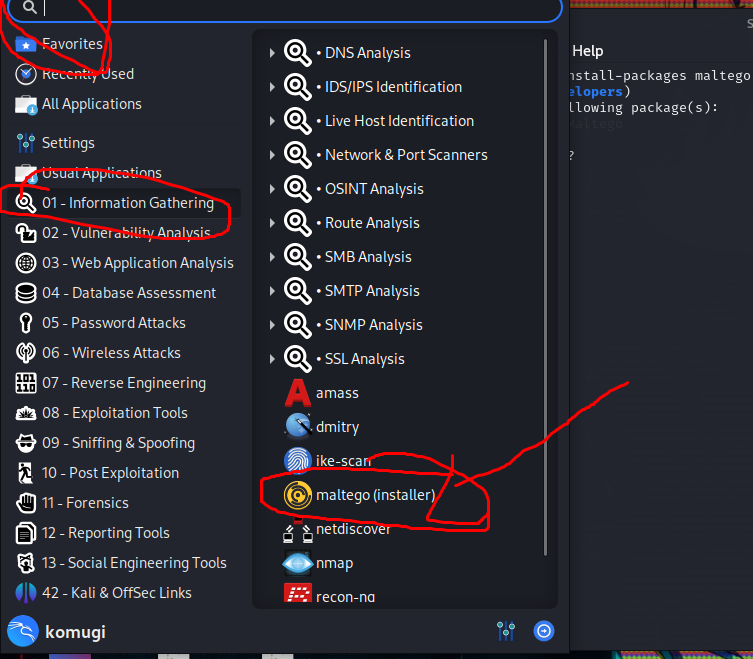 Favorites
Recently Used
All Applications
Settings
Usual Applications
01 - Information Gathering
02 - Vulnerability Analysis
03 - Web Application Analysis
04 - Database Assessment
05 - Password Attacks
06 - Wireless Attacks
07 - Reverse Engineering
08 - Exploitation Tools
09 - Sniffing & Spoofing
10 - Post Exploitation
11 - Forensics
12 - Reporting Tools
13 - Social Engineering Tools
42 - Kali & OffSec Links
komugi
• DNS Analysis
• IDS/IPS Identification
• Live Host Identification
• Network & Port Scanners
• OSINT Analysis
• Route Analysis
• SMB Analysis
• SMTP Analysis
• SNMP Analysis
• SSL Analysis
amass
dmitry
ike-scan
maltego (installer)
netdiscover
nmap
recon-ng
Help
nstall-packages maltego
elopers)
llowing package(s):
maltego
?